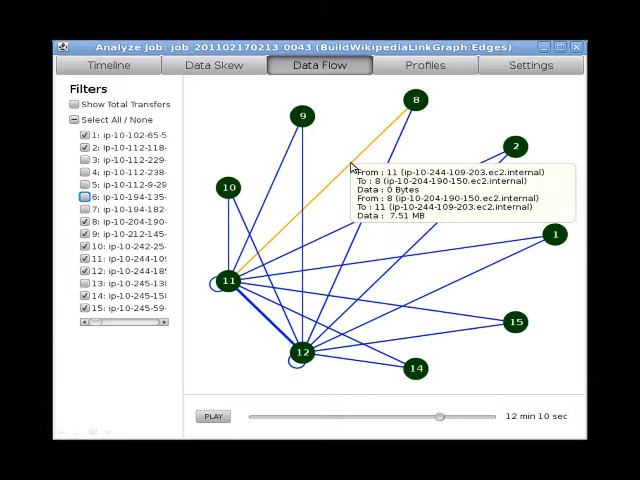 Analyze Job: job_201102170213_0043 (BuildWikipediaLinkGraph:Edges)
Timeline
Data Skew
Data Flow
Profiles
Settings
Filters
Show Total Transfers
Select All / None
1: ip-10-102-65-5
2: ip-10-112-118-
3: ip-10-112-229-
4: ip-10-112-238-
5: ip-10-112-9-29
6: ip-10-194-135-
7: ip-10-194-182-
8: ip-10-204-190-
9: ip-10-212-145-
10: ip-10-242-25-
11: ip-10-244-109
12: ip-10-244-185
13: ip-10-245-13
14: ip-10-245-15
15: ip-10-245-59-
8
9
2
From : 11 (ip-10-244-109-203.ec2.internal)
To : 8 (ip-10-204-190-150.ec2.internal)
Data : 0 Bytes
From : 8 (ip-10-204-190-150.ec2.internal)
To : 11 (ip-10-244-109-203.ec2.internal)
Data : 7.51 MB
10
1
11
15
12
14
PLAY
12 min 10 sec